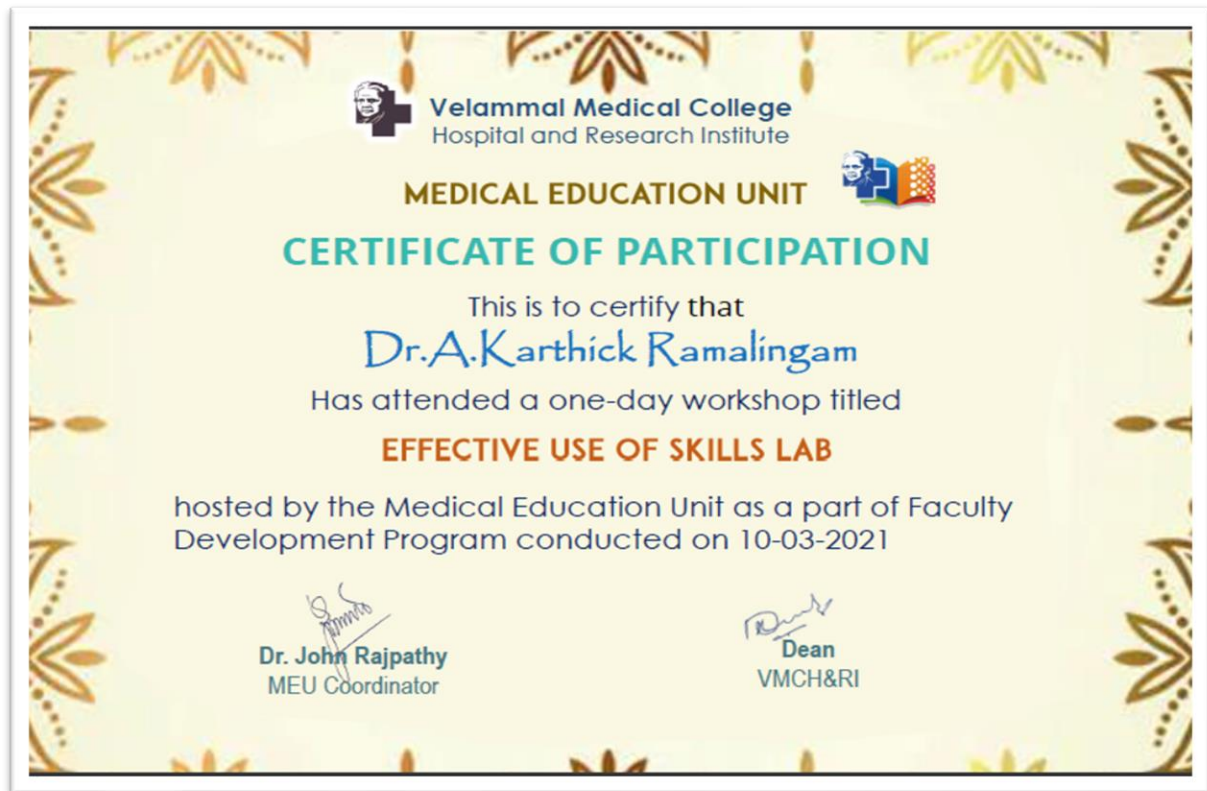 Velammal Medical College
Hospital and Research Institute
MEDICAL EDUCATION UNIT
CERTIFICATE OF PARTICIPATION
This is to certify that
Dr.A.Karthick Ramalingam
Has attended a one-day workshop titled
EFFECTIVE USE OF SKILLS LAB
hosted by the Medical Education Unit as a part of Faculty
Development Program conducted on 10-03-2021
Dr. John Rajpathy
MEU Coordinator
Dean
VMCH&RI